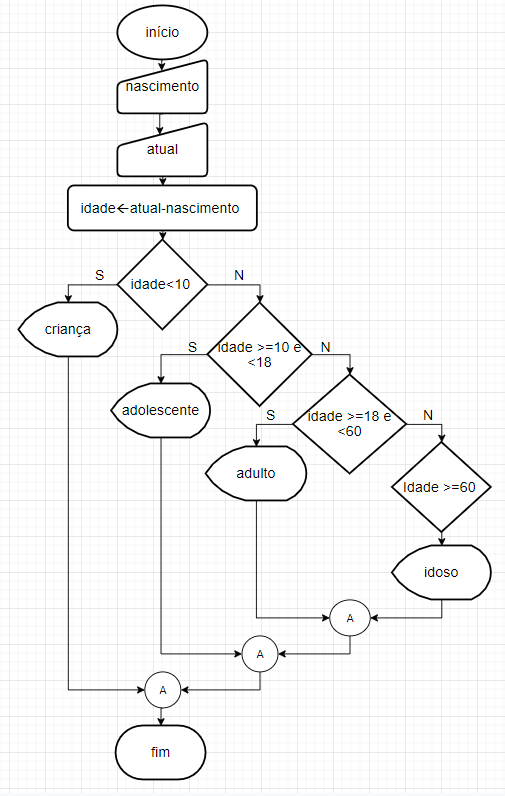 início
nascimento
atual
idade←atual-nascimento
S
idade<10
N
criança
S
Idade >=10 e
<18
N
adolescente
S
idade >=18 e
<60
N
adulto
Idade >=60
idoso
A
A
A
fim